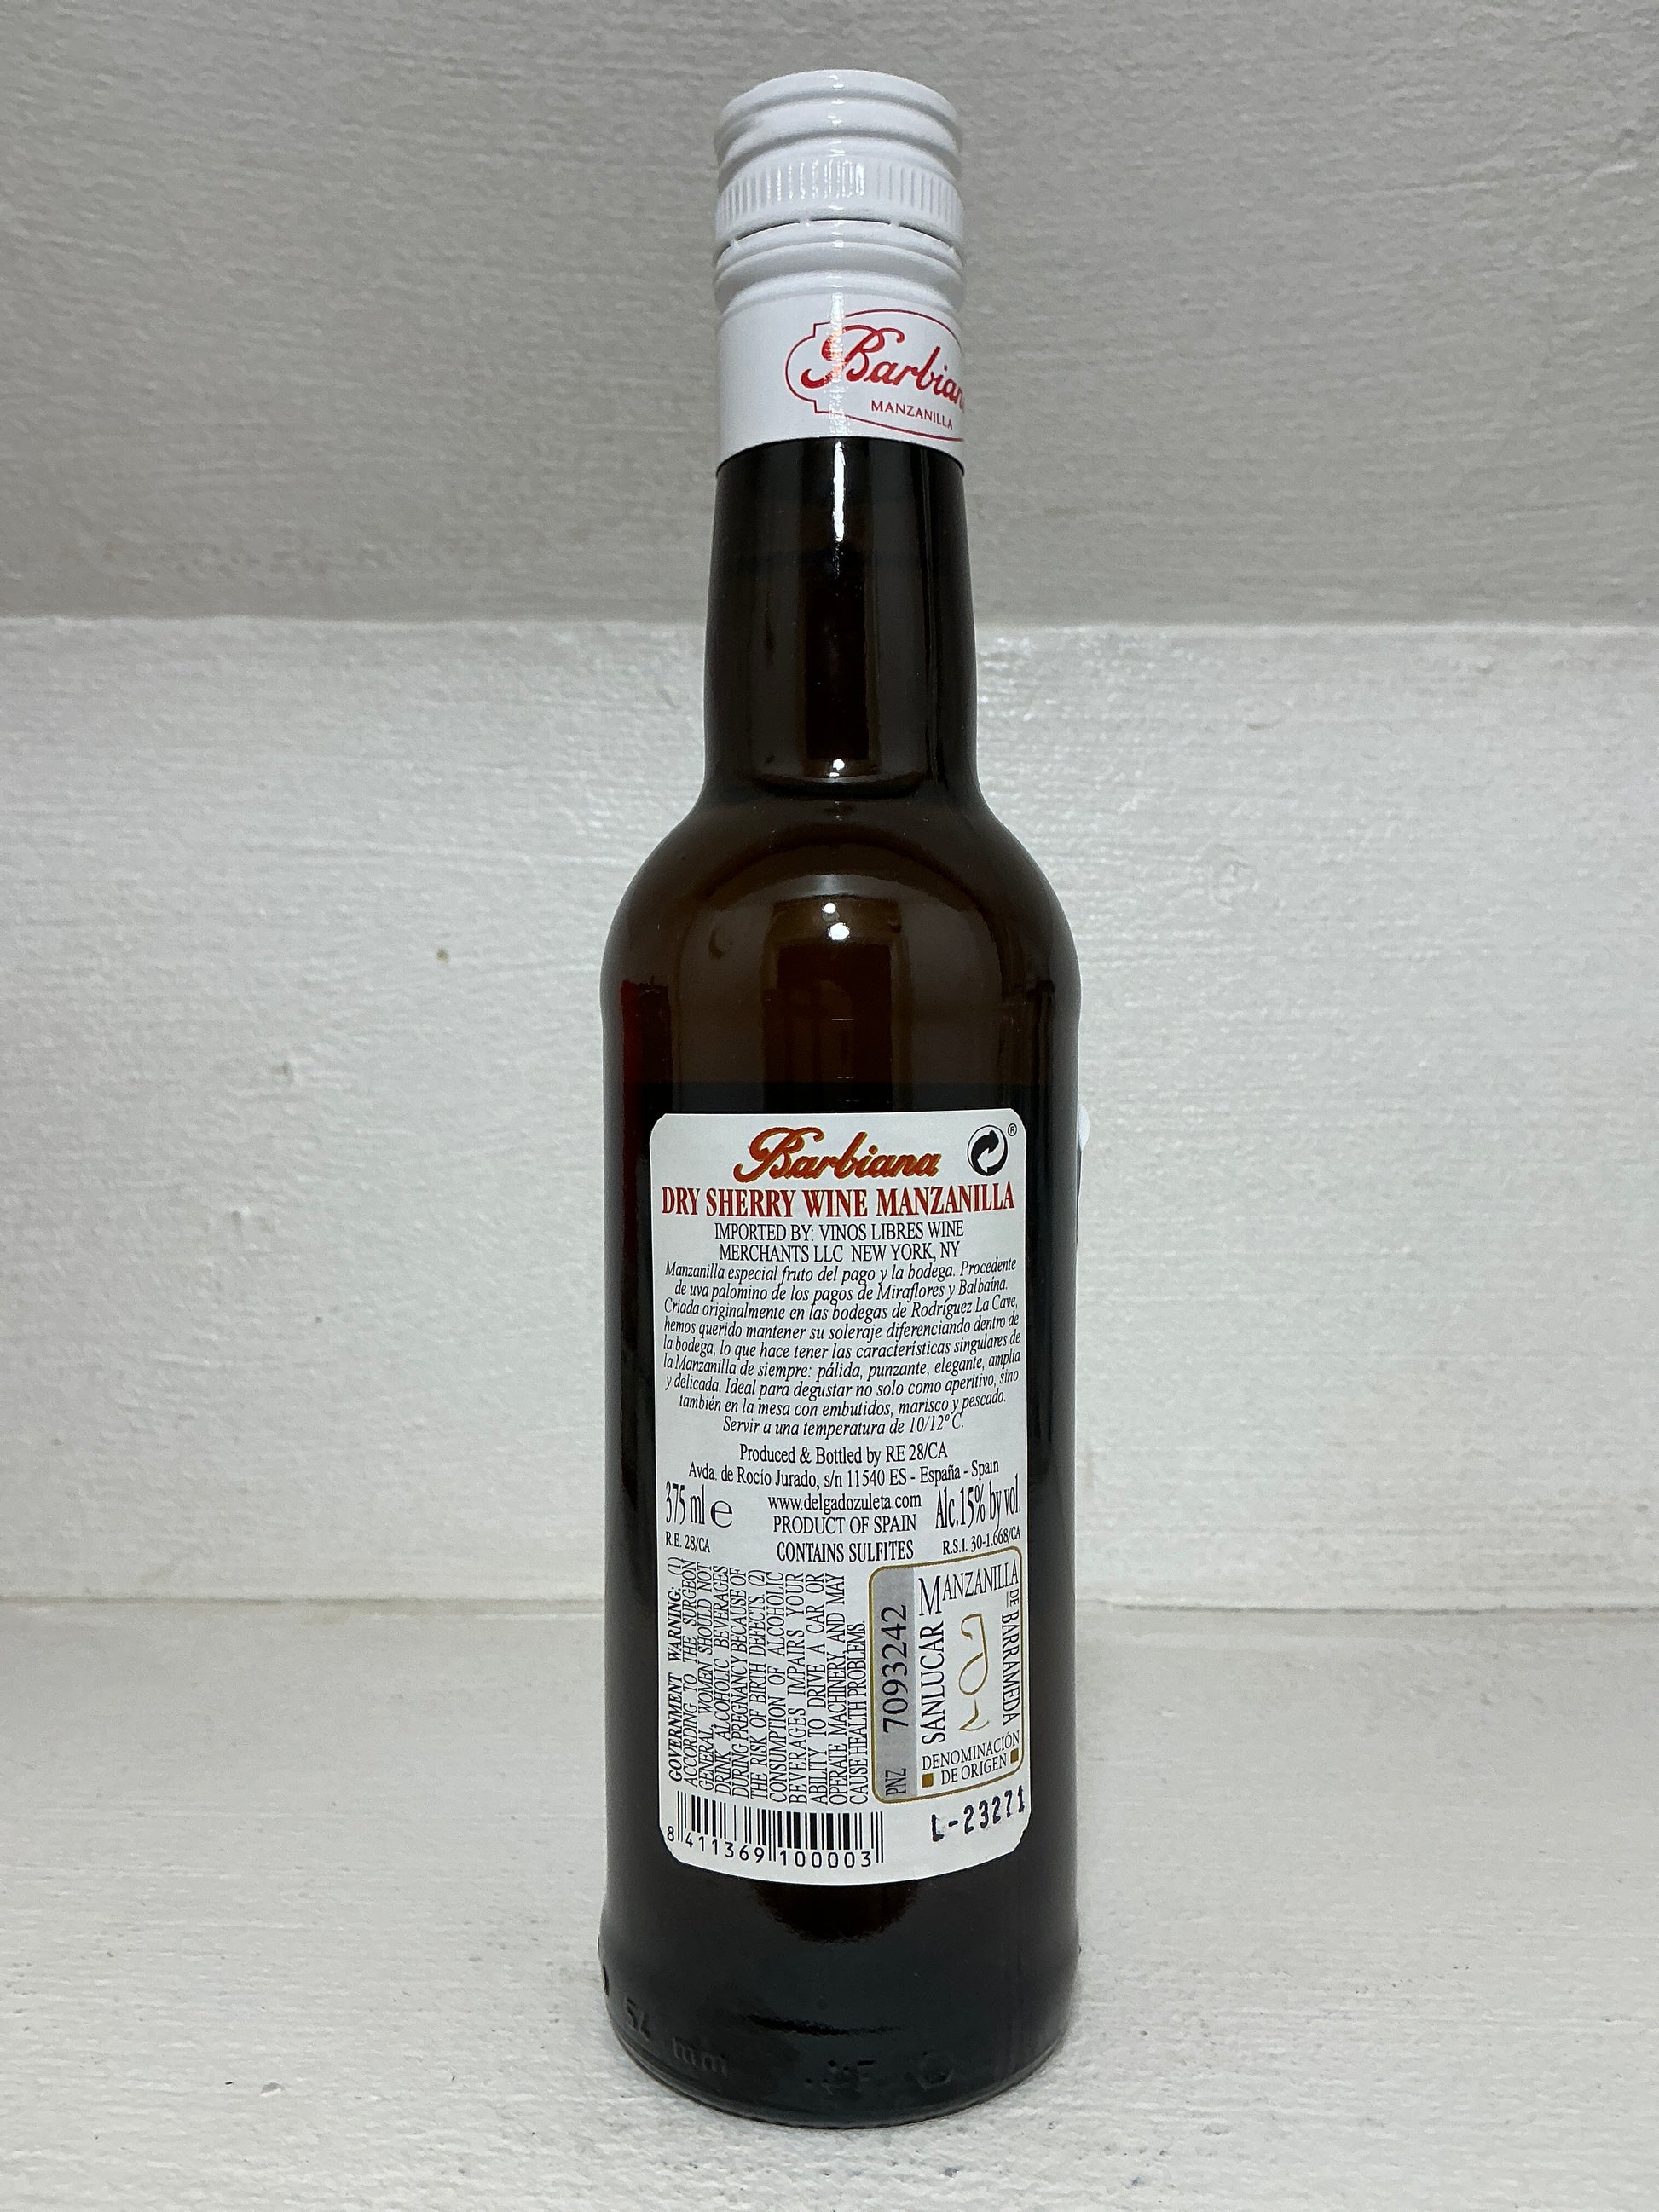 Barbian
MANZANILLA
Barbiana ®
DRY SHERRY WINE MANZANILLA
IMPORTED BY: VINOS LIBRES WINE
MERCHANTS LLC NEW YORK, NY
Manzanilla especial fruto del pago y la bodega. Procedente
de uva palomino de los pagos de Miraflores y Balbaína.
Criada originalmente en las bodegas de Rodríguez La Cave,
hemos querido mantener su soleraje diferenciando dentro de
la bodega, lo que hace tener las características singulares de
la Manzanilla de siempre: pálida, punzante, elegante, amplia
y delicada. Ideal para degustar no solo como aperitivo, sino
también en la mesa con embutidos, marisco y pescado.
Servir a una temperatura de 10/12°C.
Produced & Bottled by RE 28/CA
Avda. de Rocío Jurado, s/n 11540 ES - España - Spain
375 ml e
www.delgadozuleta.com
Alc.15% by vol.
PRODUCT OF SPAIN
R.E. 28/CA
CONTAINS SULFITES
R.S.I. 30-1.668/CA
GOVERNMENT WARNING: (1)
ACCORDING TO THE SURGEON
GENERAL, WOMEN SHOULD NOT
DRINK ALCOHOLIC BEVERAGES
DURING PREGNANCY BECAUSE OF
THE RISK OF BIRTH DEFECTS. (2)
CONSUMPTION OF ALCOHOLIC
BEVERAGES IMPAIRS YOUR
ABILITY TO DRIVE A CAR OR
OPERATE MACHINERY, AND MAY
CAUSE HEALTH PROBLEMS.
PNZ 7093242
MANZANILLA
SANLUCAR
DE BARRAMEDA
DENOMINACIÓN
DE ORIGEN
L-23271
8 411369 100003
54 mm